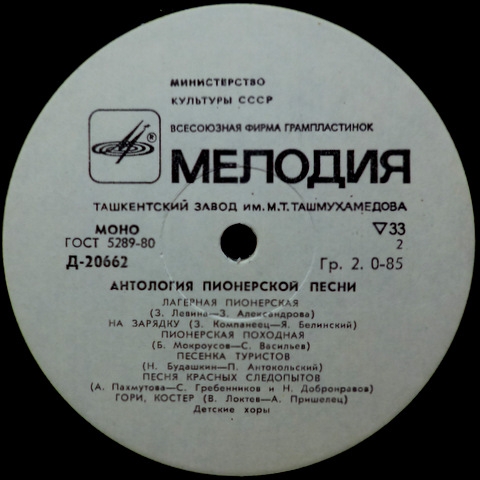 МИНИСТЕРСТВО
КУЛЬТУРЫ СССР
ВСЕСОЮЗНАЯ ФИРМА ГРАМПЛАСТИНОК
®
МЕЛОДИЯ
ТАШКЕНТСКИЙ ЗАВОД ИМ. М.Т. ТАШМУХАМЕДОВА
МОНО ▽33
ГОСТ 5289-80 2
Д-20662 Гр. 2. 0-85
АНТОЛОГИЯ ПИОНЕРСКОЙ ПЕСНИ
ЛАГЕРНАЯ ПИОНЕРСКАЯ
(З. Левина—З. Александрова)
НА ЗАРЯДКУ (З. Компанеец—Я. Белинский)
ПИОНЕРСКАЯ ПОХОДНАЯ
(Б. Мокроусов—С. Васильев)
ПЕСЕНКА ТУРИСТОВ
(Н. Будашкин—П. Антокольский)
ПЕСНЯ КРАСНЫХ СЛЕДОПЫТОВ
(А. Пахмутова—С. Гребенников и Н. Добронравов)
ГОРИ, КОСТЕР (В. Локтев—А. Пришелец)
Детские хоры